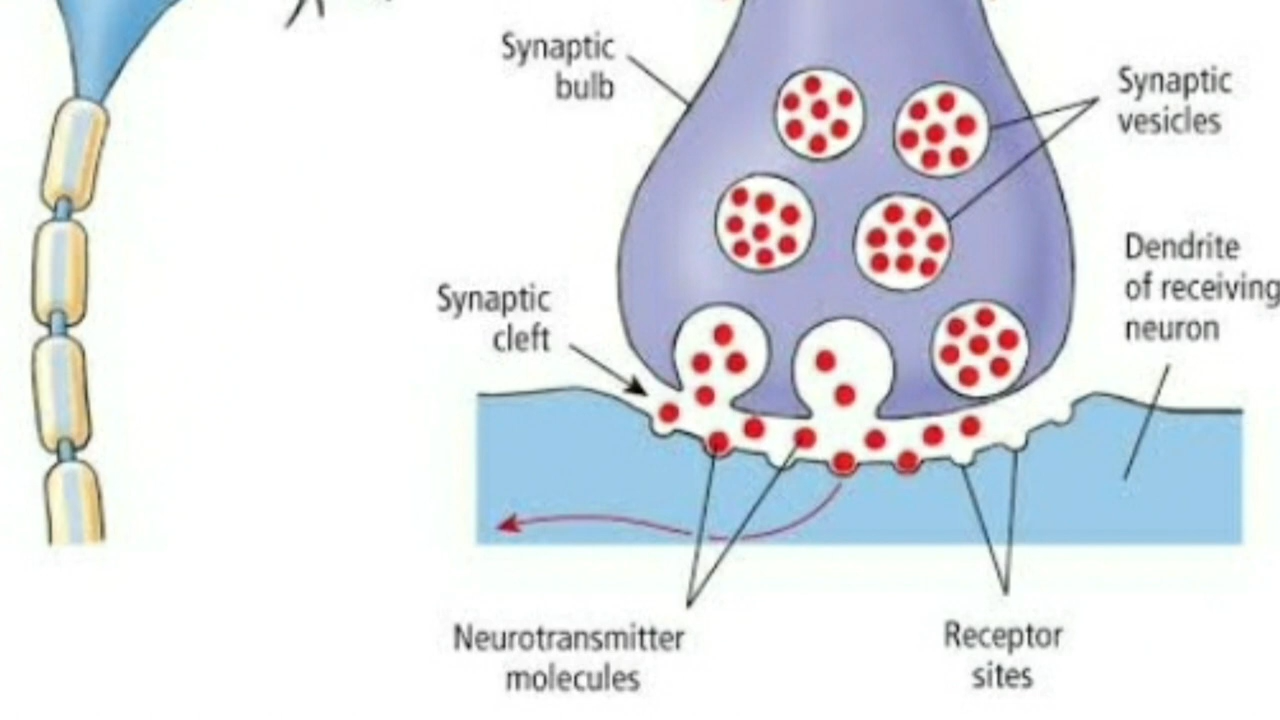 Synaptic
bulb
Synaptic
vesicles
Dendrite
of receiving
neuron
Synaptic
cleft
Neurotransmitter
molecules
Receptor
sites